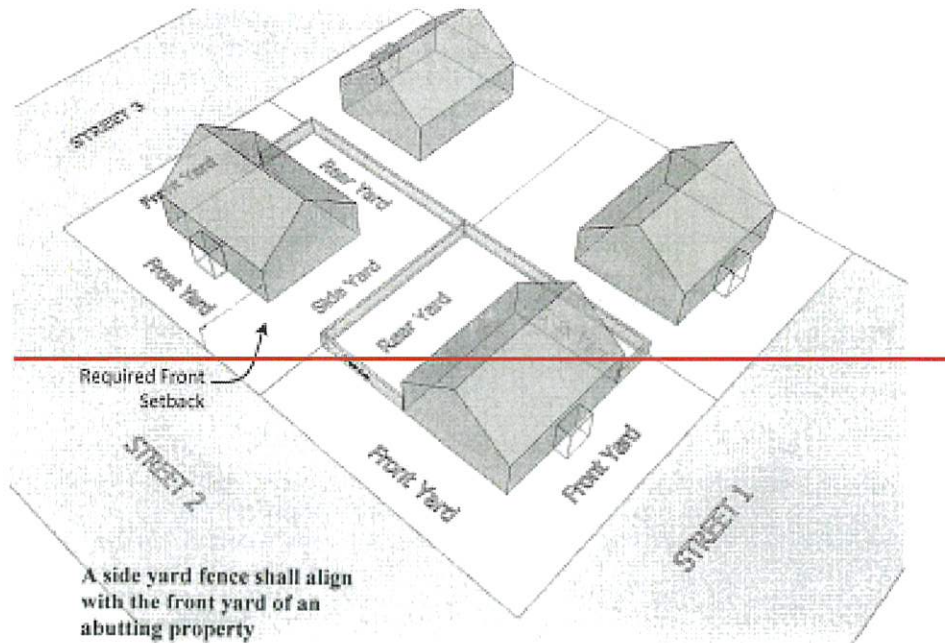 STREET 3
Front Yard
Rear Yard
Front Yard
Side Yard
Rear Yard
Required Front
Setback
STREET 2
Front Yard
Front Yard
STREET 1
A side yard fence shall align
with the front yard of an
abutting property